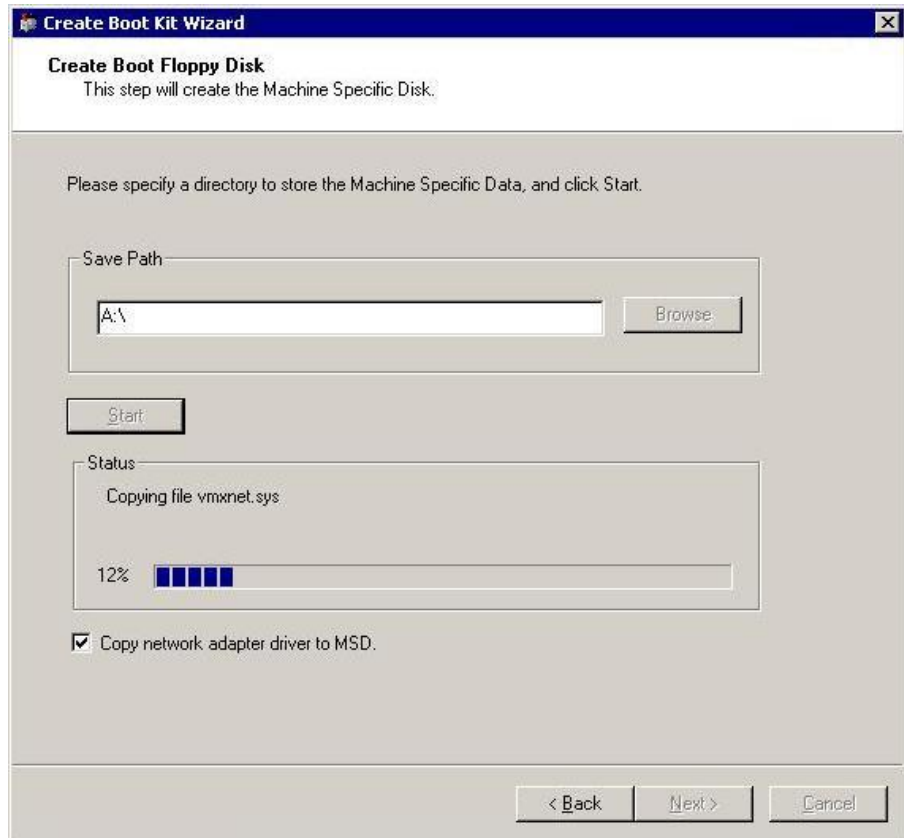 Create Boot Kit Wizard
Create Boot Floppy Disk
This step will create the Machine Specific Disk.
Please specify a directory to store the Machine Specific Data, and click Start.
Save Path
A:\
Browse
Start
Status
Copying file vmxnet.sys
12%
Copy network adapter driver to MSD.
< Back
Next >
Cancel